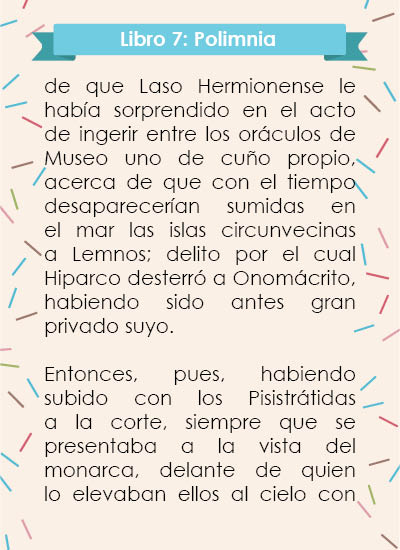 Libro 7: Polimnia
de que Laso Hermionense le
había sorprendido en el acto
de ingerir entre los oráculos de
Museo uno de cuño propio,
acerca de que con el tiempo
desaparecerían sumidas en
el mar las islas circunvecinas
a Lemnos; delito por el cual
Hiparco desterró a Onomácrito,
habiendo sido antes gran
privado suyo.
Entonces, pues, habiendo
subido con los Pisistrátidas
a la corte, siempre que se
presentaba a la vista del
monarca, delante de quien
lo elevaban ellos al cielo con